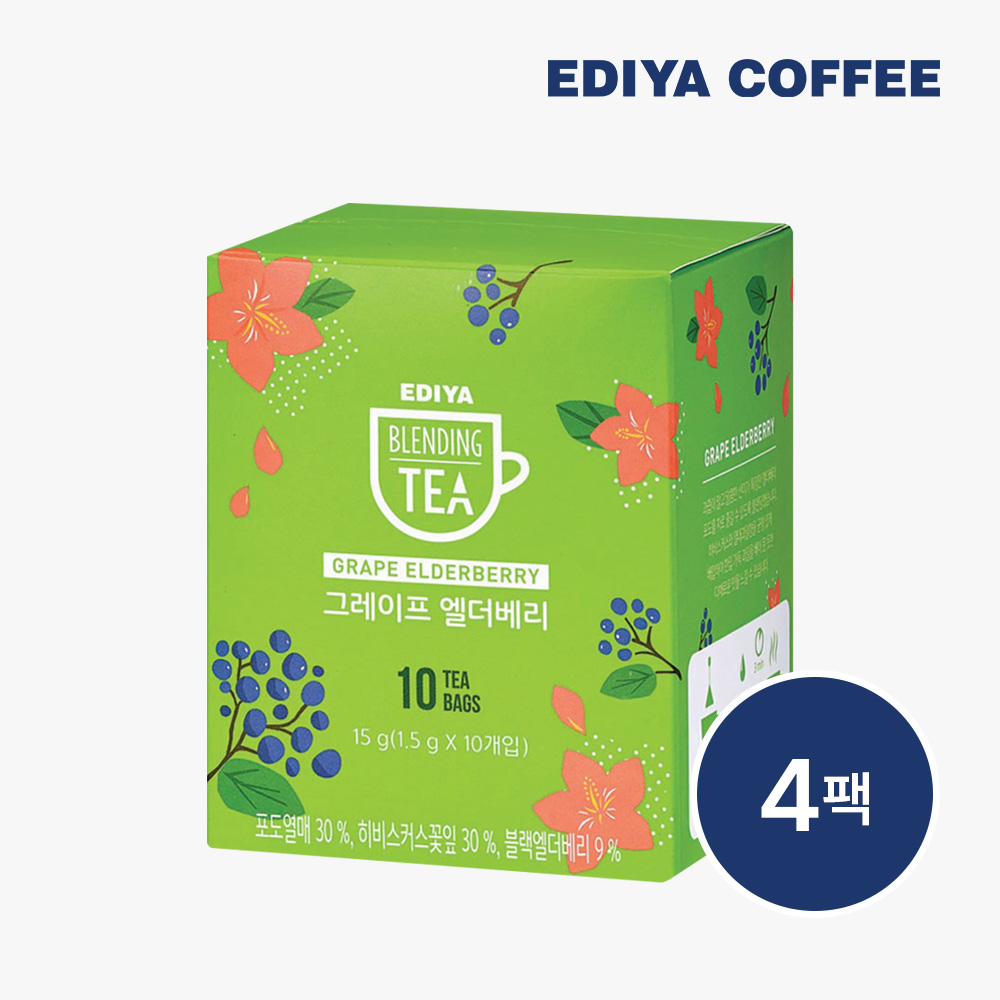 EDIYA COFFEE
EDIYA
BLENDING
TEA
GRAPE ELDERBERRY
그레이프 엘더베리
10 TEA
BAGS
15 g(1.5 g X 10개입)
포도열매 30 %, 히비스커스꽃잎 30 %, 블랙엘더베리 9 %
GRAPE ELDERBERRY
3 min
4팩